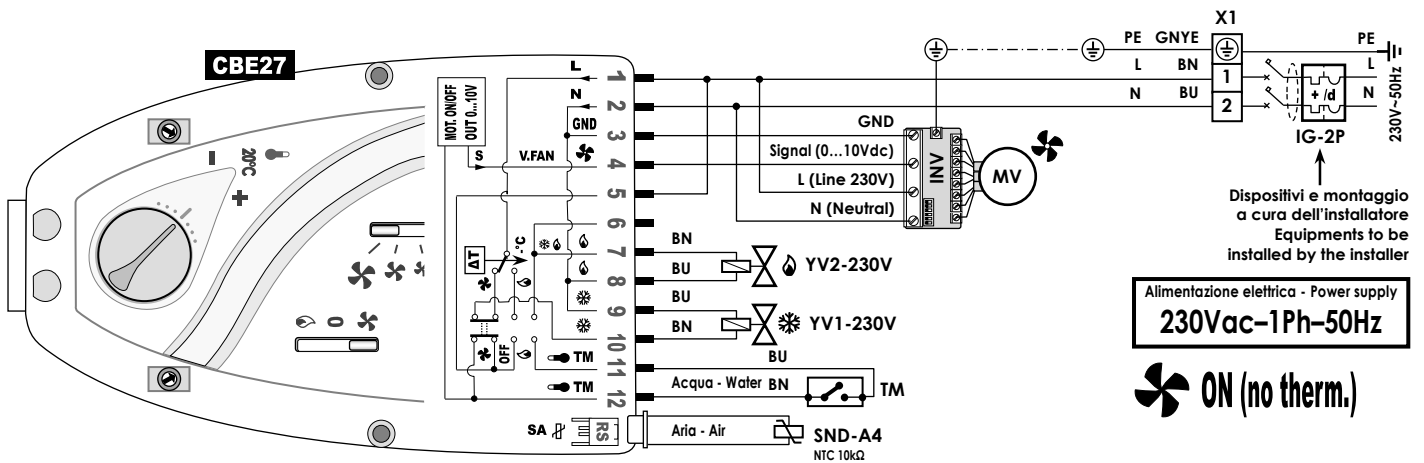 CBE27
20°C
MOT. ON/OFF
OUT 0...10V
L
N
GND
S
V.FAN
ΔT
-°C
OFF
TM
TM
SA
RS
1
2
3
4
5
6
7
8
9
10
11
12
GND
Signal (0...10Vdc)
L (Line 230V)
N (Neutral)
INV
MV
BN
BU
YV2-230V
BU
BN
YV1-230V
BU
Acqua - Water BN
TM
Aria - Air
SND-A4
NTC 10kΩ
X1
PE GNYE
PE
L BN 1
L
N BU 2
N
+ /d
IG-2P
230V~50Hz
Dispositivi e montaggio
a cura dell'installatore
Equipments to be
installed by the installer
Alimentazione elettrica - Power supply
230Vac–1Ph–50Hz
ON (no therm.)